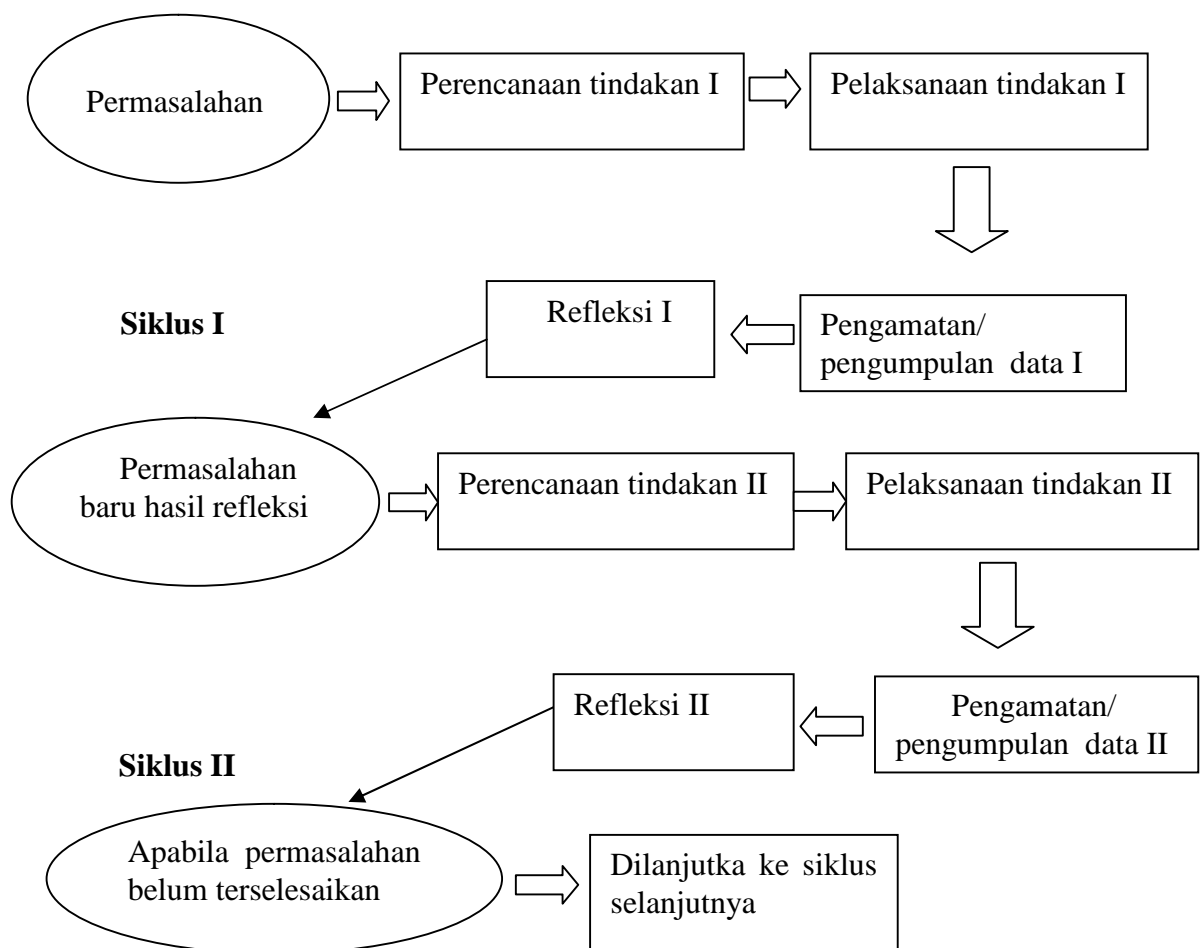 Permasalahan
Perencanaan tindakan I
Pelaksanaan tindakan I
Siklus I
Refleksi I
Pengamatan/
pengumpulan data I
Permasalahan
baru hasil refleksi
Perencanaan tindakan II
Pelaksanaan tindakan II
Siklus II
Refleksi II
Pengamatan/
pengumpulan data II
Apabila permasalahan
belum terselesaikan
Dilanjutka ke siklus
selanjutnya